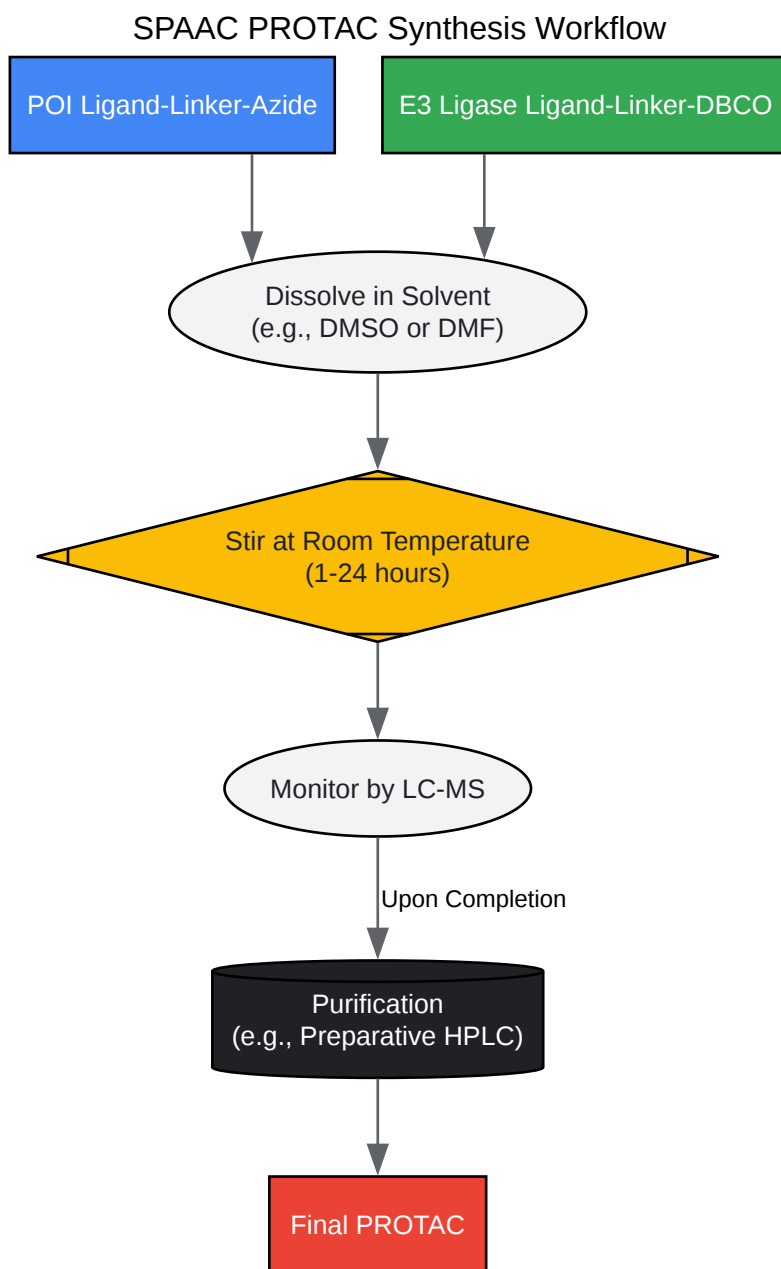 SPAAC PROTAC Synthesis Workflow
POI Ligand-Linker-Azide
E3 Ligase Ligand-Linker-DBCO
Dissolve in Solvent
(e.g., DMSO or DMF)
Stir at Room Temperature
(1-24 hours)
Monitor by LC-MS
Upon Completion
Purification
(e.g., Preparative HPLC)
Final PROTAC